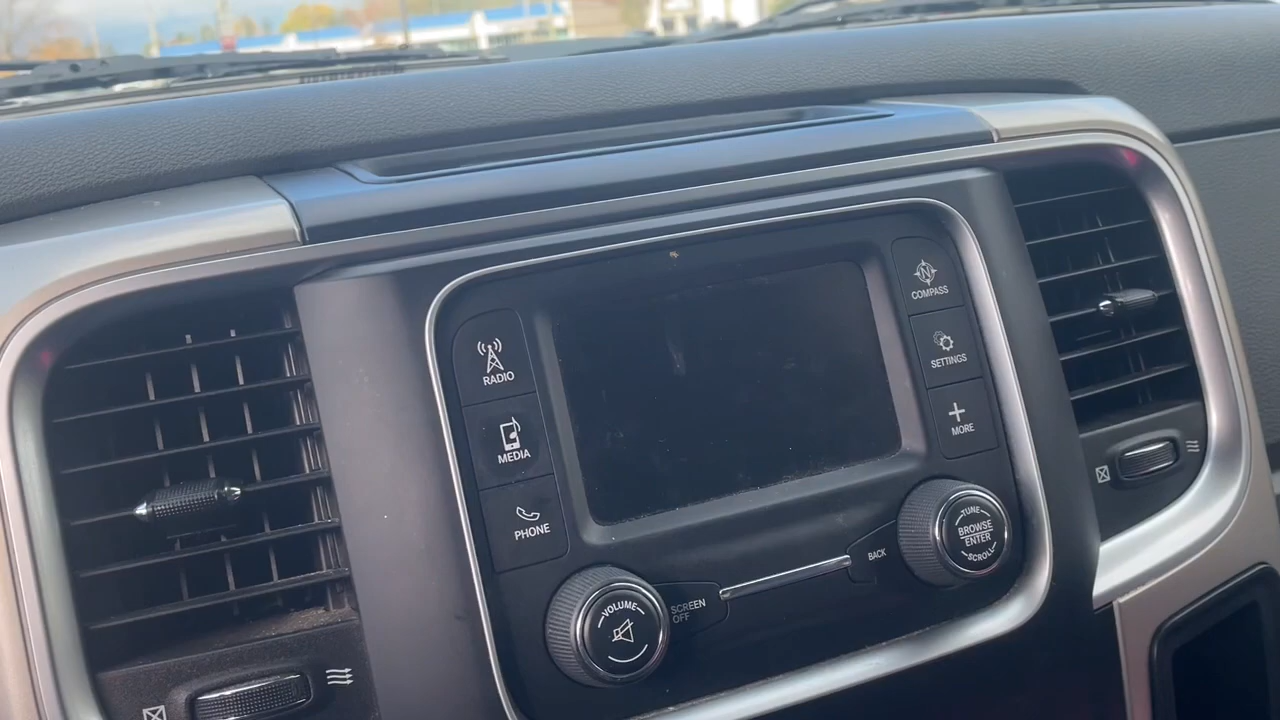 RADIO
MEDIA
PHONE
N
COMPASS
SETTINGS
MORE
VOLUME
SCREEN
OFF
BACK
TUNE
BROWSE
ENTER
SCROLL